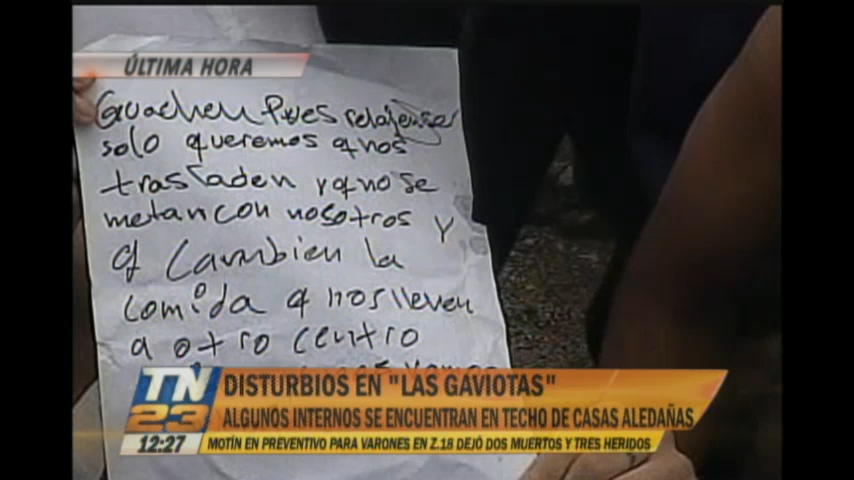 ÚLTIMA HORA
Guachen Pues relajense
solo queremos q nos
trasladen y q no se
metan con nosotros y
q cambien la
comida q nos lleven
a otro centro
TN
23
12:27
DISTURBIOS EN "LAS GAVIOTAS"
ALGUNOS INTERNOS SE ENCUENTRAN EN TECHO DE CASAS ALEDAÑAS
MOTÍN EN PREVENTIVO PARA VARONES EN Z.18 DEJÓ DOS MUERTOS Y TRES HERIDOS